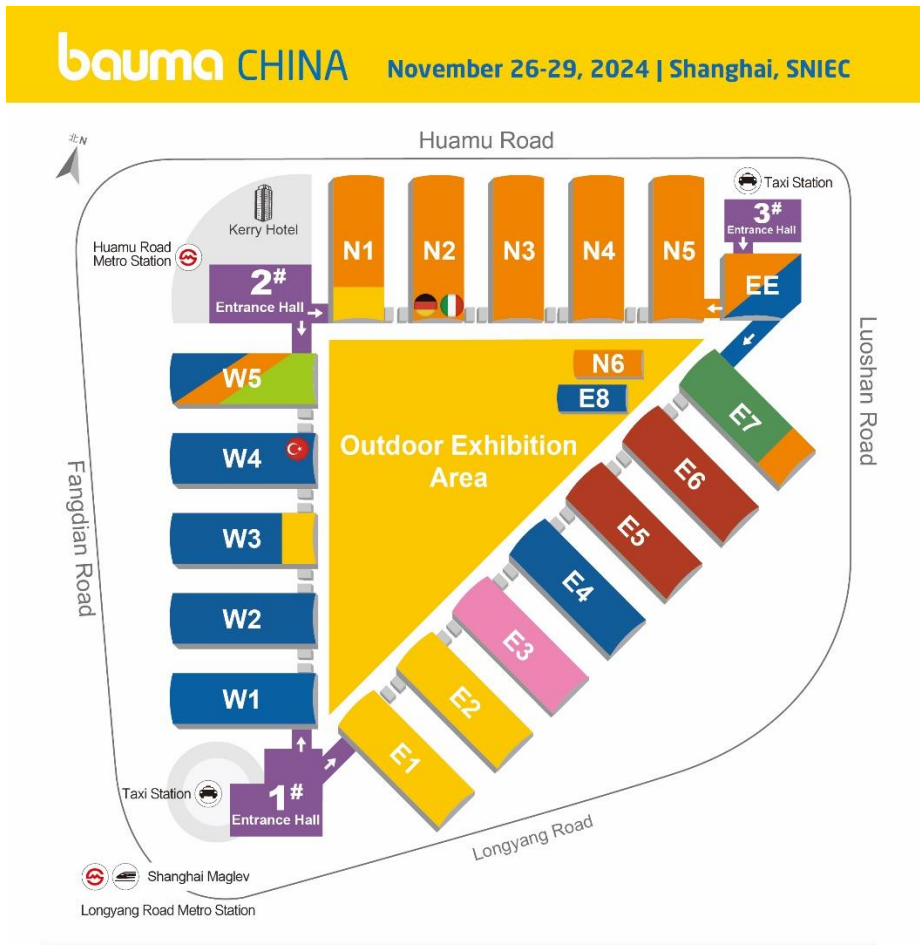 bauma CHINA November 26-29, 2024 | Shanghai, SNIEC
北N
Huamu Road
Kerry Hotel
Huamu Road
Metro Station
2#
Entrance Hall
N1
N2
N3
N4
N5
Taxi Station
3#
Entrance Hall
EE
Luoshan Road
W5
W4
W3
W2
W1
Fangdian Road
N6
E8
Outdoor Exhibition
Area
E7
E6
E5
E4
E3
E2
E1
Taxi Station
1#
Entrance Hall
Longyang Road
Shanghai Maglev
Longyang Road Metro Station